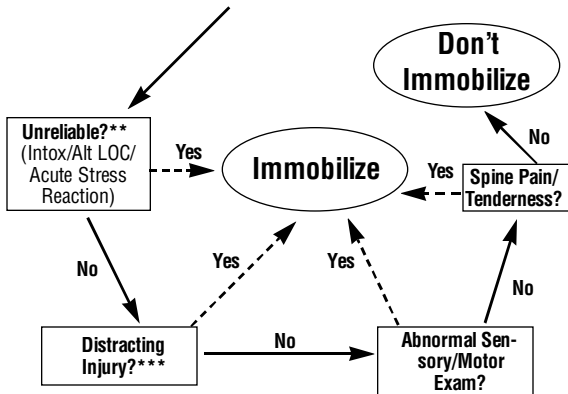 Don't
Immobilize
Unreliable?**
(Intox/Alt LOC/
Acute Stress
Reaction)
Yes
Immobilize
No
Yes
Spine Pain/
Tenderness?
No
Yes
Yes
No
Distracting
Injury?***
No
Abnormal Sen-
sory/Motor
Exam?